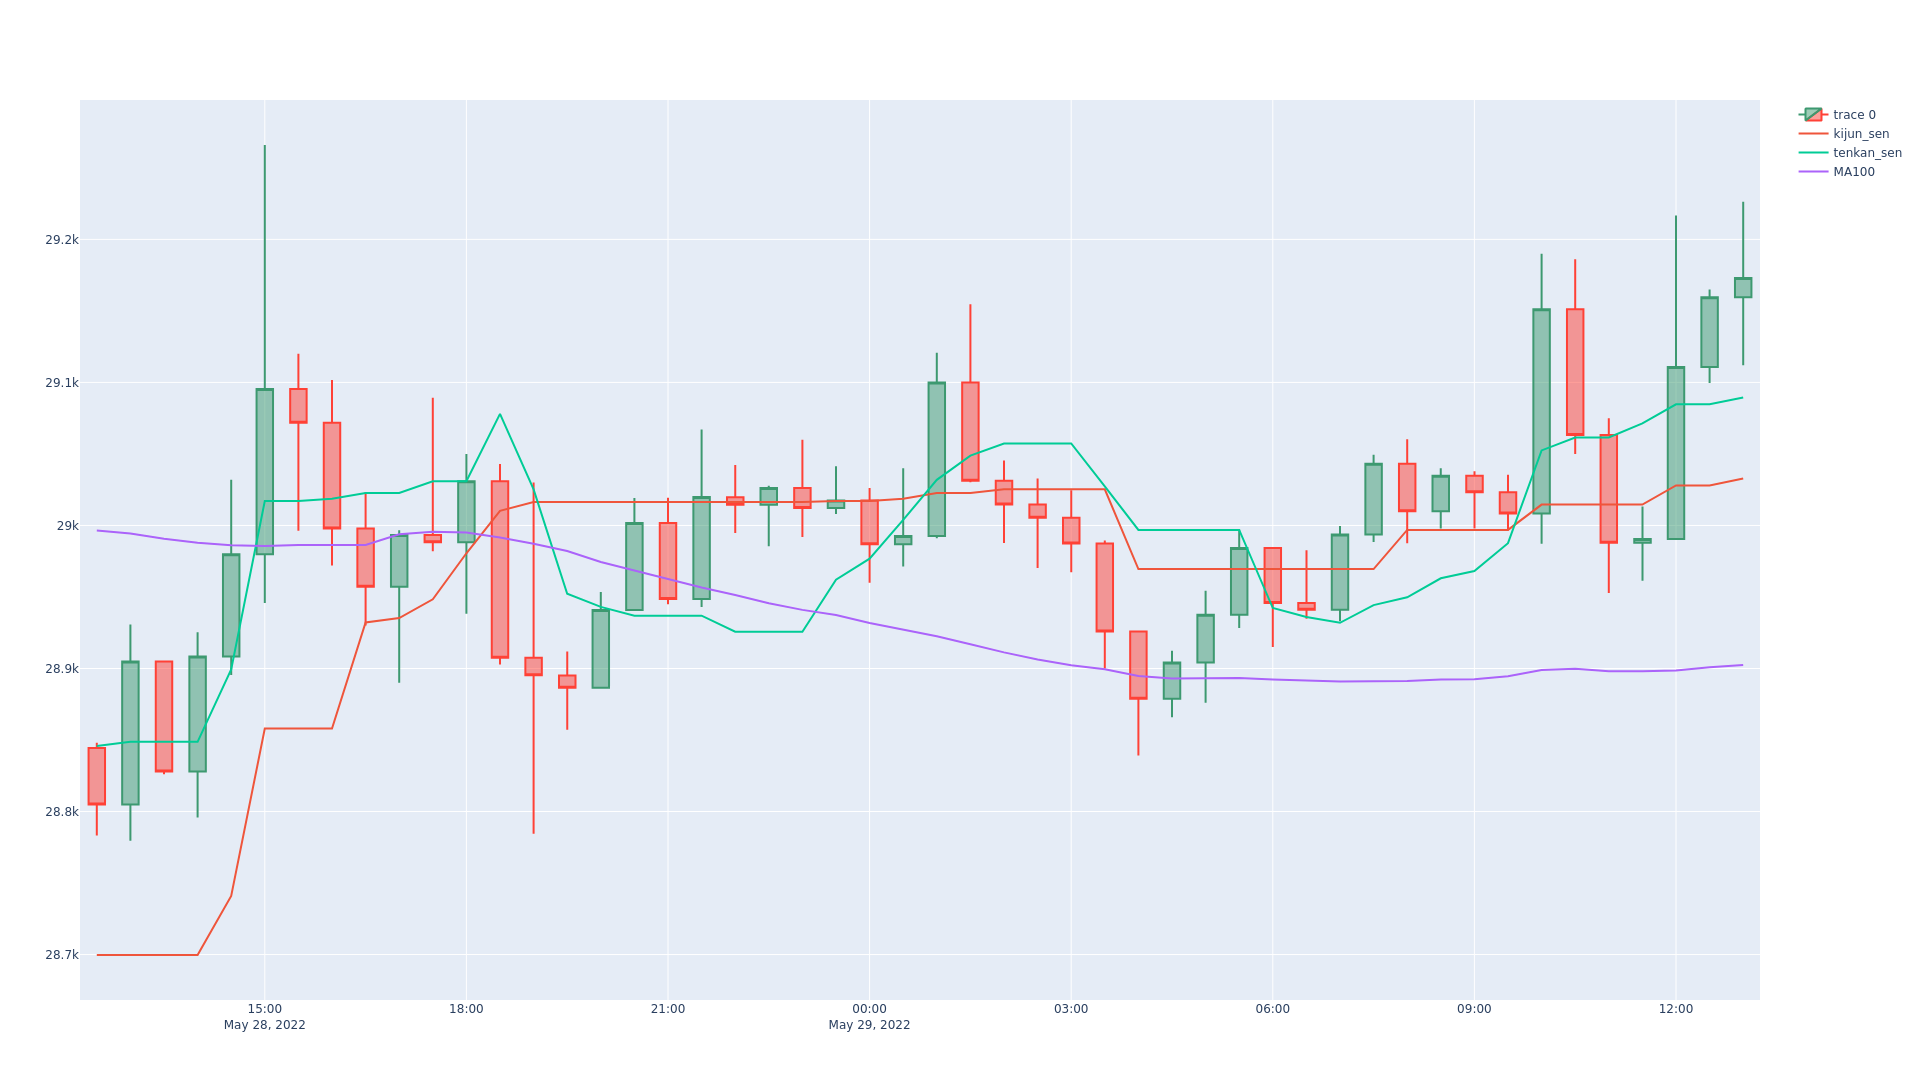 trace 0
kijun_sen
tenkan_sen
MA100
29.2k
29.1k
29k
28.9k
28.8k
28.7k
15:00 18:00 21:00 00:00 03:00 06:00 09:00 12:00
May 28, 2022 May 29, 2022